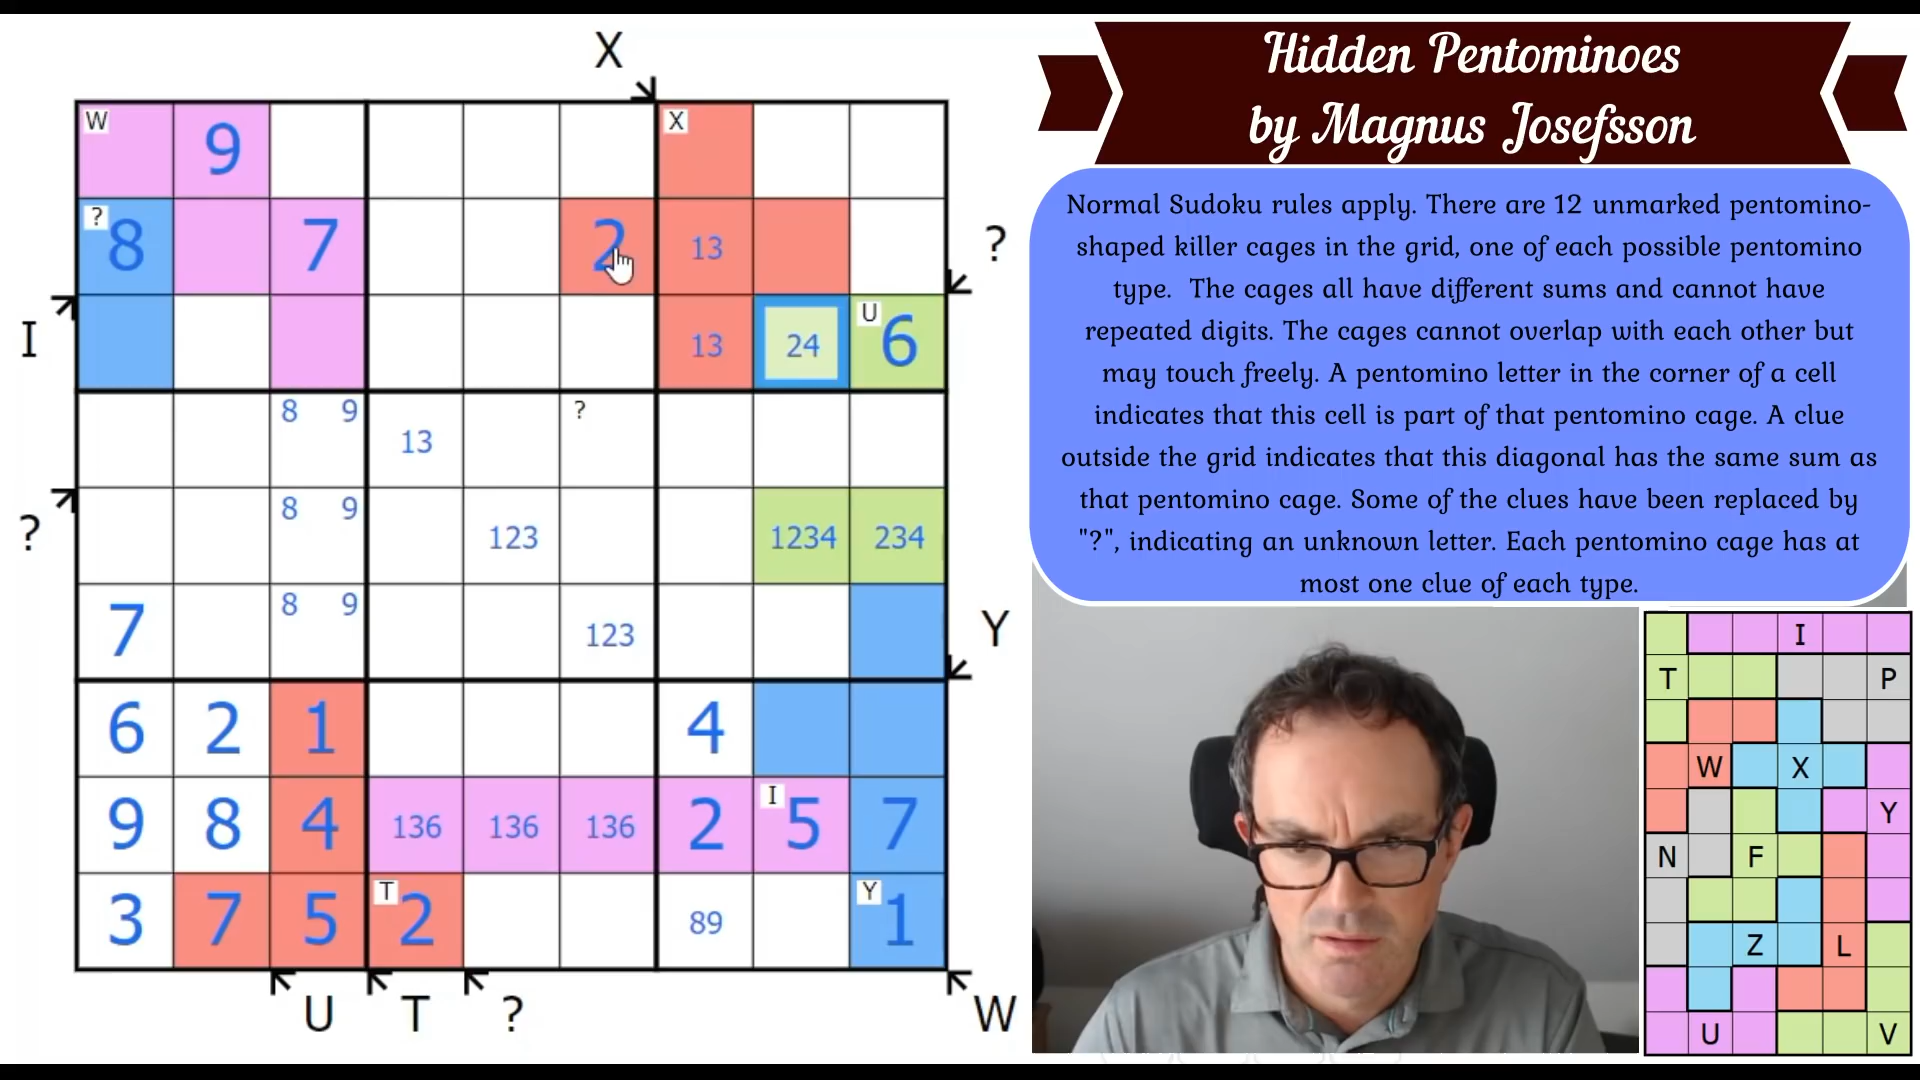 Hidden Pentominoes
by Magnus Josefsson
Normal Sudoku rules apply. There are 12 unmarked pentomino-
shaped killer cages in the grid, one of each possible pentomino
type. The cages all have different sums and cannot have
repeated digits. The cages cannot overlap with each other but
may touch freely. A pentomino letter in the corner of a cell
indicates that this cell is part of that pentomino cage. A clue
outside the grid indicates that this diagonal has the same sum as
that pentomino cage. Some of the clues have been replaced by
"?", indicating an unknown letter. Each pentomino cage has at
most one clue of each type.
X
W 9 X
? 8 7 2 13 ?
I 13 24 U 6
8 9 13 ?
? 8 9 123 1234 234
7 8 9 123 Y
6 2 1 4
9 8 4 136 136 136 2 I 5 7
3 7 5 T 2 89 Y 1
U T ? W
I
T P
W X
Y
N F
Z L
U V